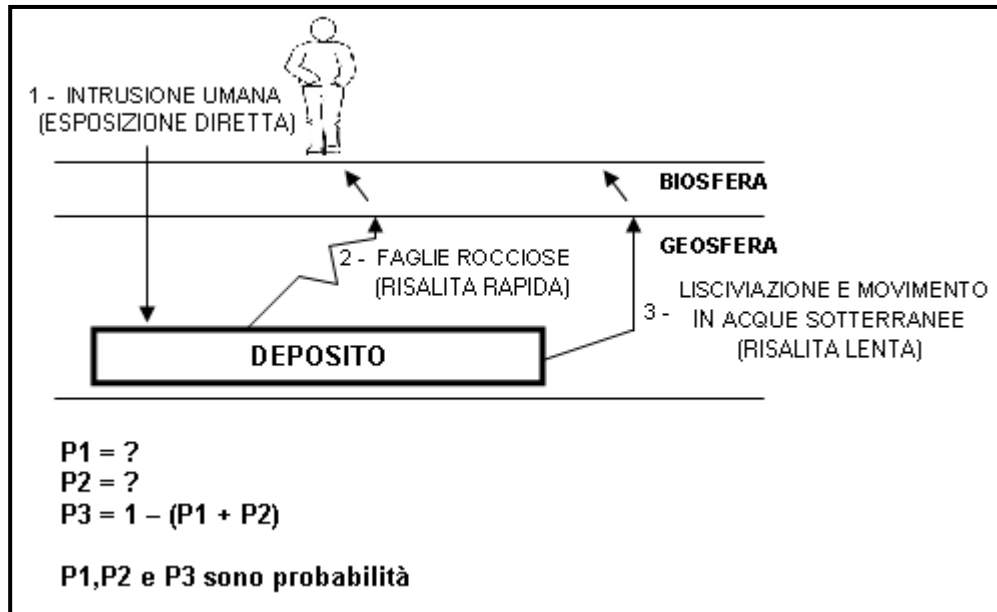 1 - INTRUSIONE UMANA
(ESPOSIZIONE DIRETTA)
BIOSFERA
GEOSFERA
2 - FAGLIE ROCCIOSE
(RISALITA RAPIDA)
3 - LISCIVIAZIONE E MOVIMENTO
IN ACQUE SOTTERRANEE
(RISALITA LENTA)
DEPOSITO
P1 = ?
P2 = ?
P3 = 1 – (P1 + P2)
P1,P2 e P3 sono probabilità